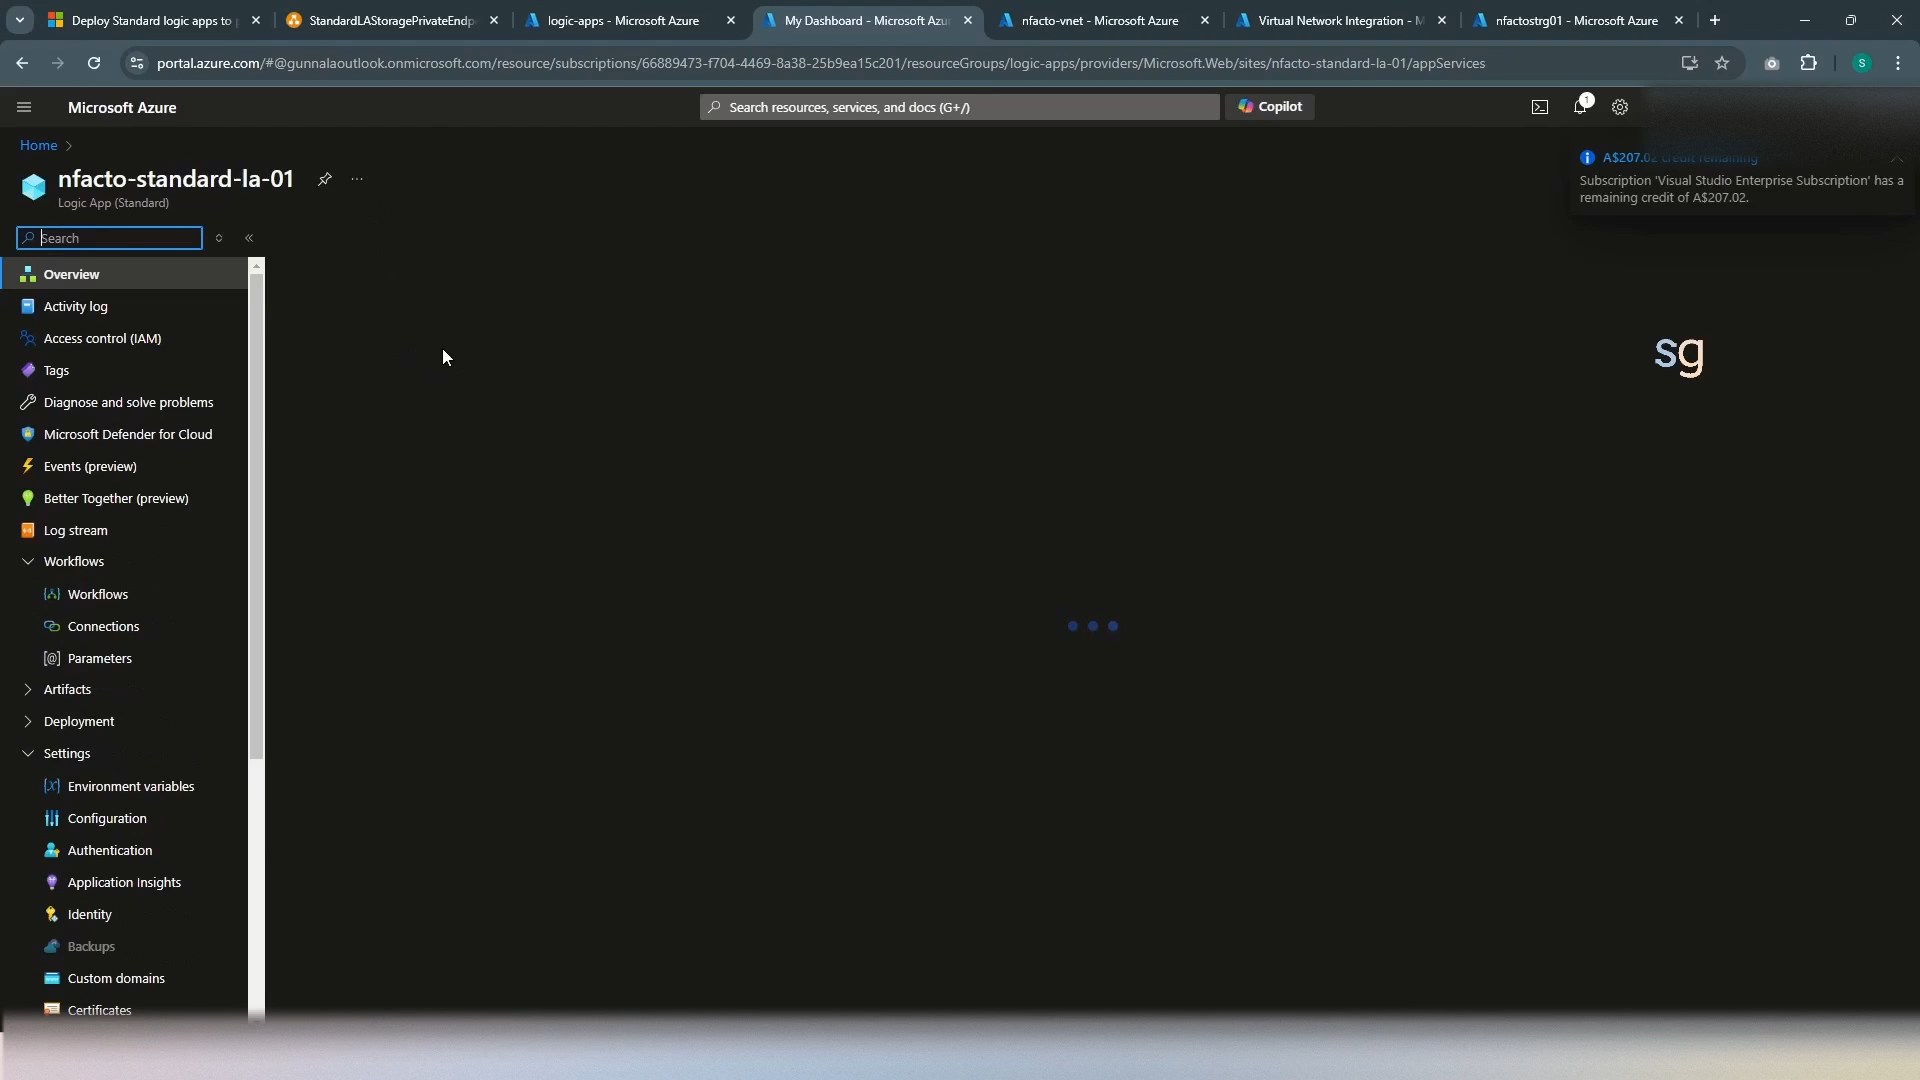 Deploy Standard logic apps to
StandardLAStoragePrivateEndp
logic-apps - Microsoft Azure
My Dashboard - Microsoft Azu
nfacto-vnet - Microsoft Azure
Virtual Network Integration - M
nfactostrg01 - Microsoft Azure
portal.azure.com/#@gunnalaoutlook.onmicrosoft.com/resource/subscriptions/66889473-f704-4469-8a38-25b9ea15c201/resourceGroups/logic-apps/providers/Microsoft.Web/sites/nfacto-standard-la-01/appServices
S
Microsoft Azure
Search resources, services, and docs (G+/)
Copilot
1
Home
A$207.02 credit remaining
Subscription 'Visual Studio Enterprise Subscription' has a
remaining credit of A$207.02.
nfacto-standard-la-01
Logic App (Standard)
Search
Overview
Activity log
Access control (IAM)
Tags
Diagnose and solve problems
Microsoft Defender for Cloud
Events (preview)
Better Together (preview)
Log stream
Workflows
Workflows
Connections
Parameters
Artifacts
Deployment
Settings
Environment variables
Configuration
Authentication
Application Insights
Identity
Backups
Custom domains
Certificates
sg